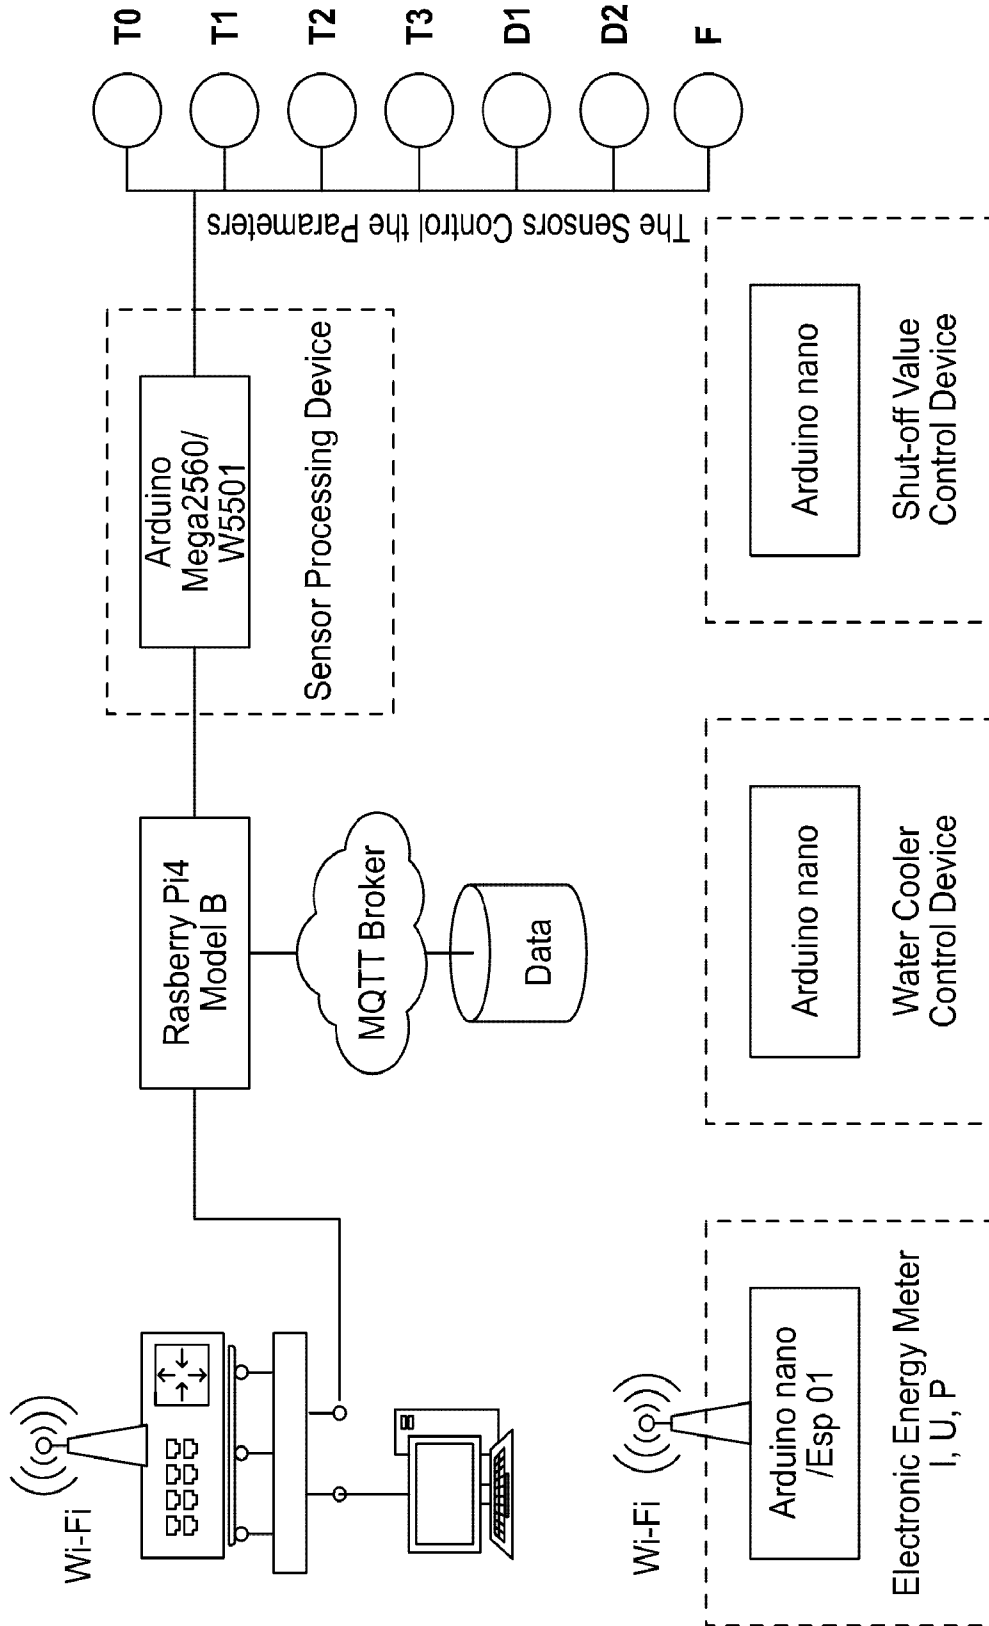 Wi-Fi
Rasberry Pi4
Model B
MQTT Broker
Data
Arduino
Mega2560/
W5501
Sensor Processing Device
The Sensors Control the Parameters
T0
T1
T2
T3
D1
D2
F
Wi-Fi
Arduino nano
/Esp 01
Electronic Energy Meter
I, U, P
Arduino nano
Water Cooler
Control Device
Arduino nano
Shut-off Value
Control Device